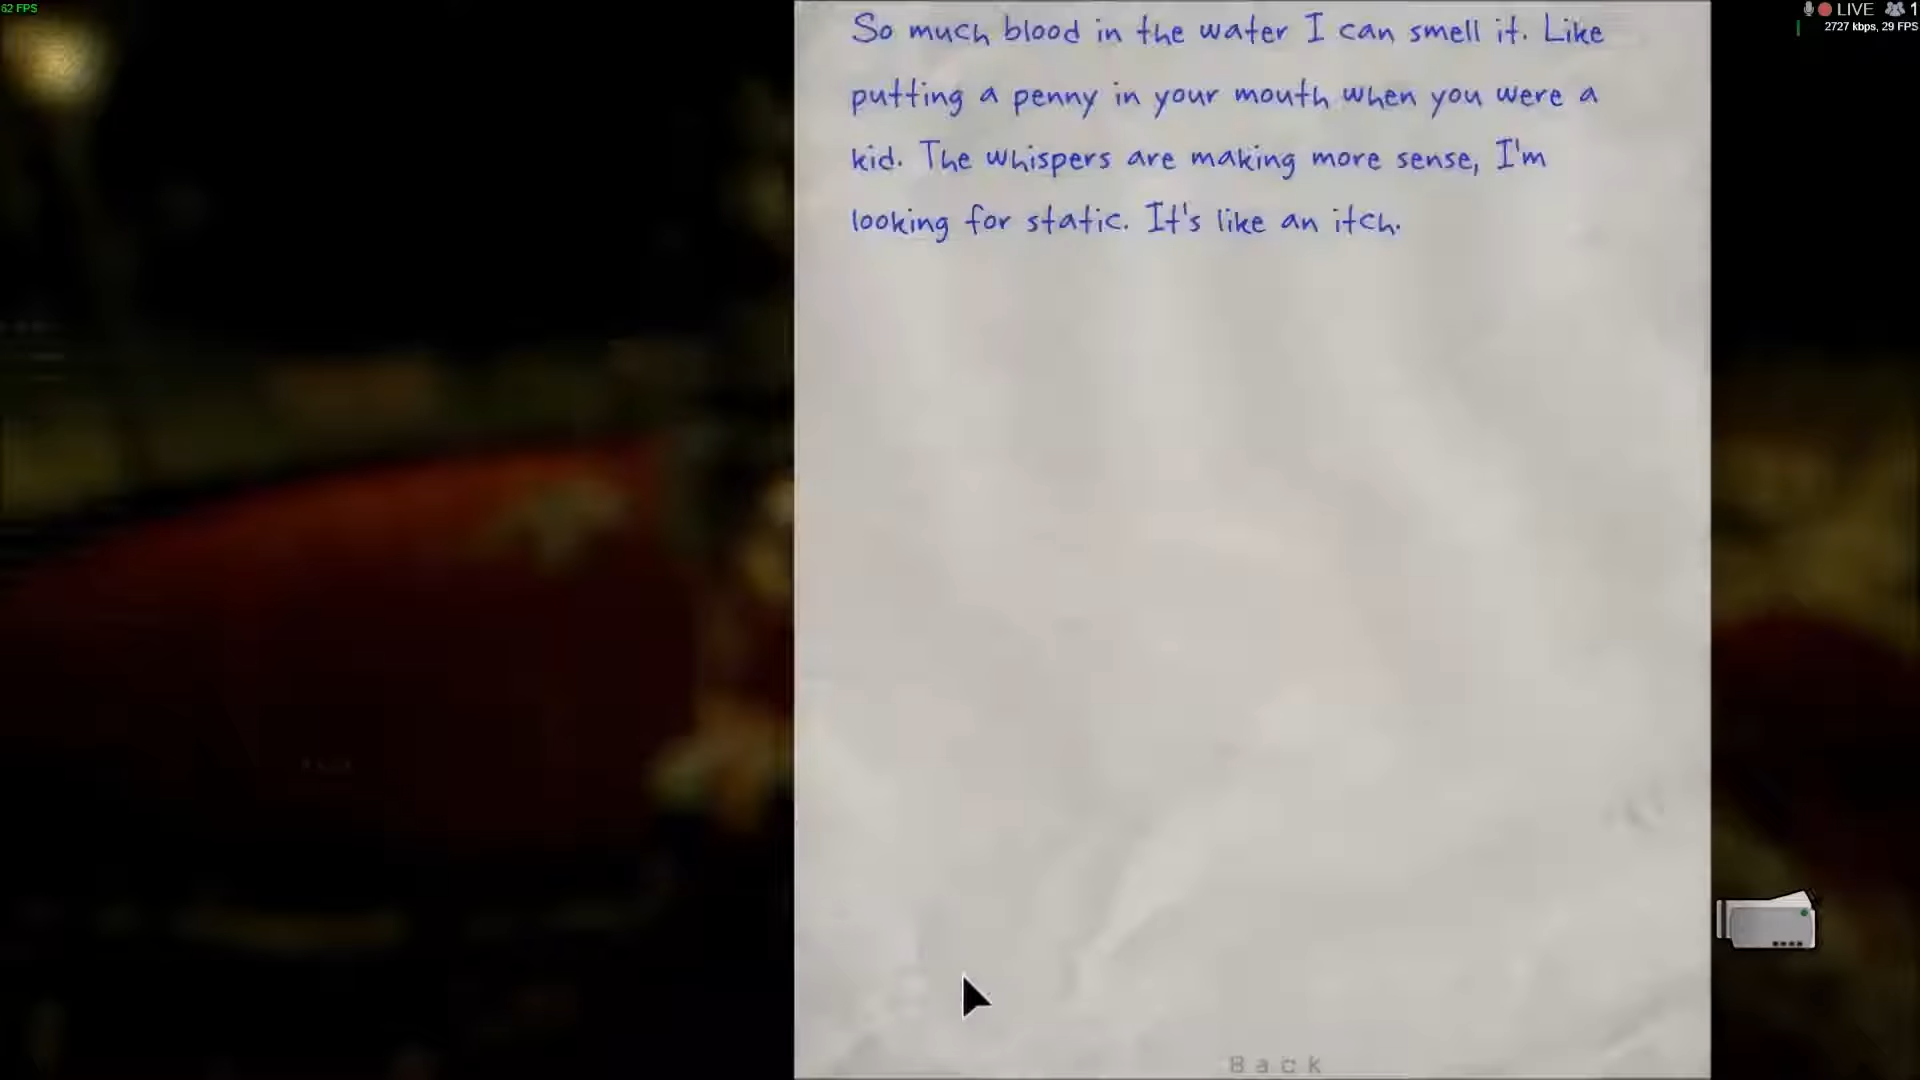 62 FPS
LIVE 1
2727 kbps, 29 FPS
So much blood in the water I can smell it. Like
putting a penny in your mouth when you were a
kid. The whispers are making more sense, I'm
looking for static. It's like an itch.
Back